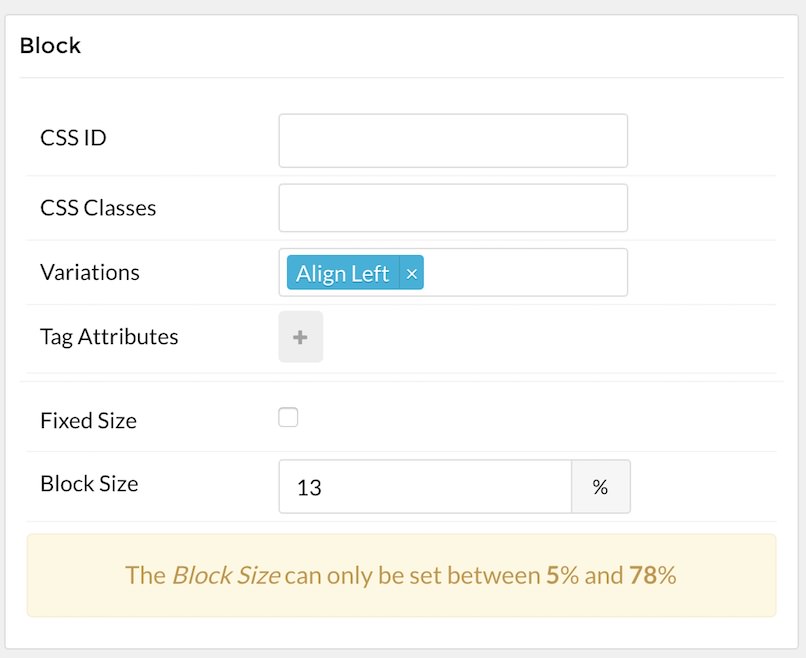 Block
CSS ID
CSS Classes
Variations Align Left ×
Tag Attributes +
Fixed Size
Block Size 13 %
The Block Size can only be set between 5% and 78%